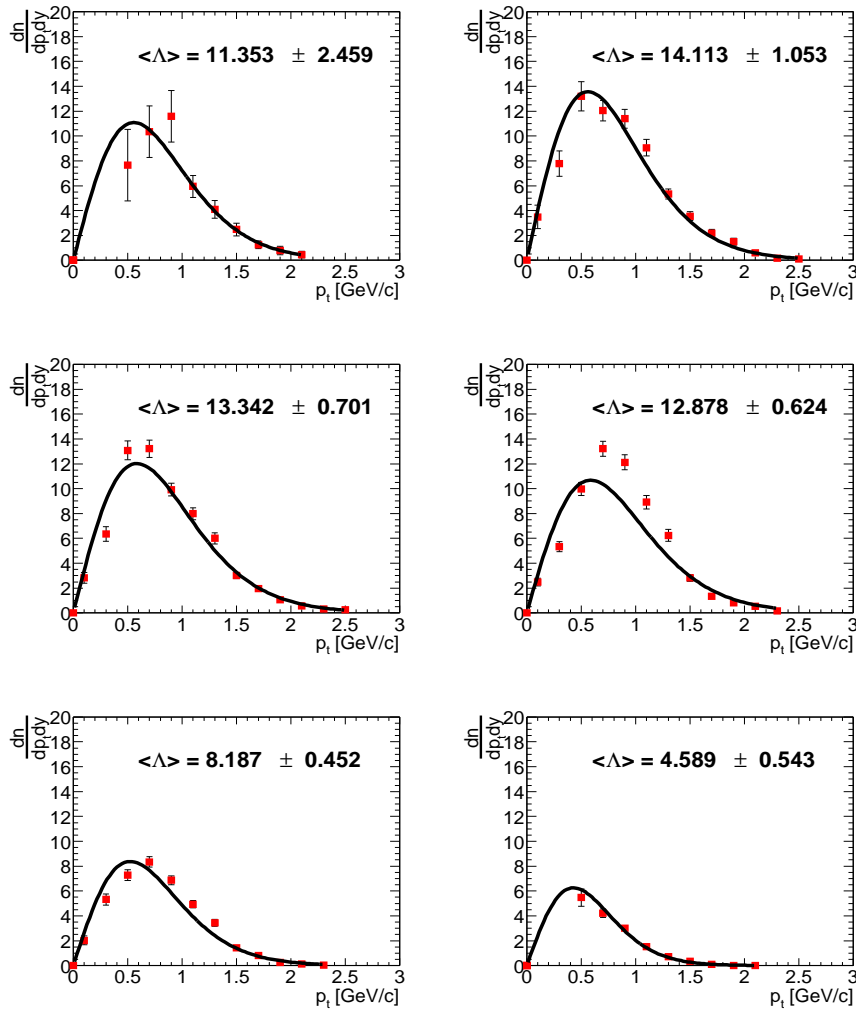 dn
dp_t dy
20
18
16
14
12
10
8
6
4
2
0
<Λ> = 11.353 ± 2.459
0 0.5 1 1.5 2 2.5 3
p_t [GeV/c]
dn
dp_t dy
20
18
16
14
12
10
8
6
4
2
0
<Λ> = 14.113 ± 1.053
0 0.5 1 1.5 2 2.5 3
p_t [GeV/c]
dn
dp_t dy
20
18
16
14
12
10
8
6
4
2
0
<Λ> = 13.342 ± 0.701
0 0.5 1 1.5 2 2.5 3
p_t [GeV/c]
dn
dp_t dy
20
18
16
14
12
10
8
6
4
2
0
<Λ> = 12.878 ± 0.624
0 0.5 1 1.5 2 2.5 3
p_t [GeV/c]
dn
dp_t dy
20
18
16
14
12
10
8
6
4
2
0
<Λ> = 8.187 ± 0.452
0 0.5 1 1.5 2 2.5 3
p_t [GeV/c]
dn
dp_t dy
20
18
16
14
12
10
8
6
4
2
0
<Λ> = 4.589 ± 0.543
0 0.5 1 1.5 2 2.5 3
p_t [GeV/c]